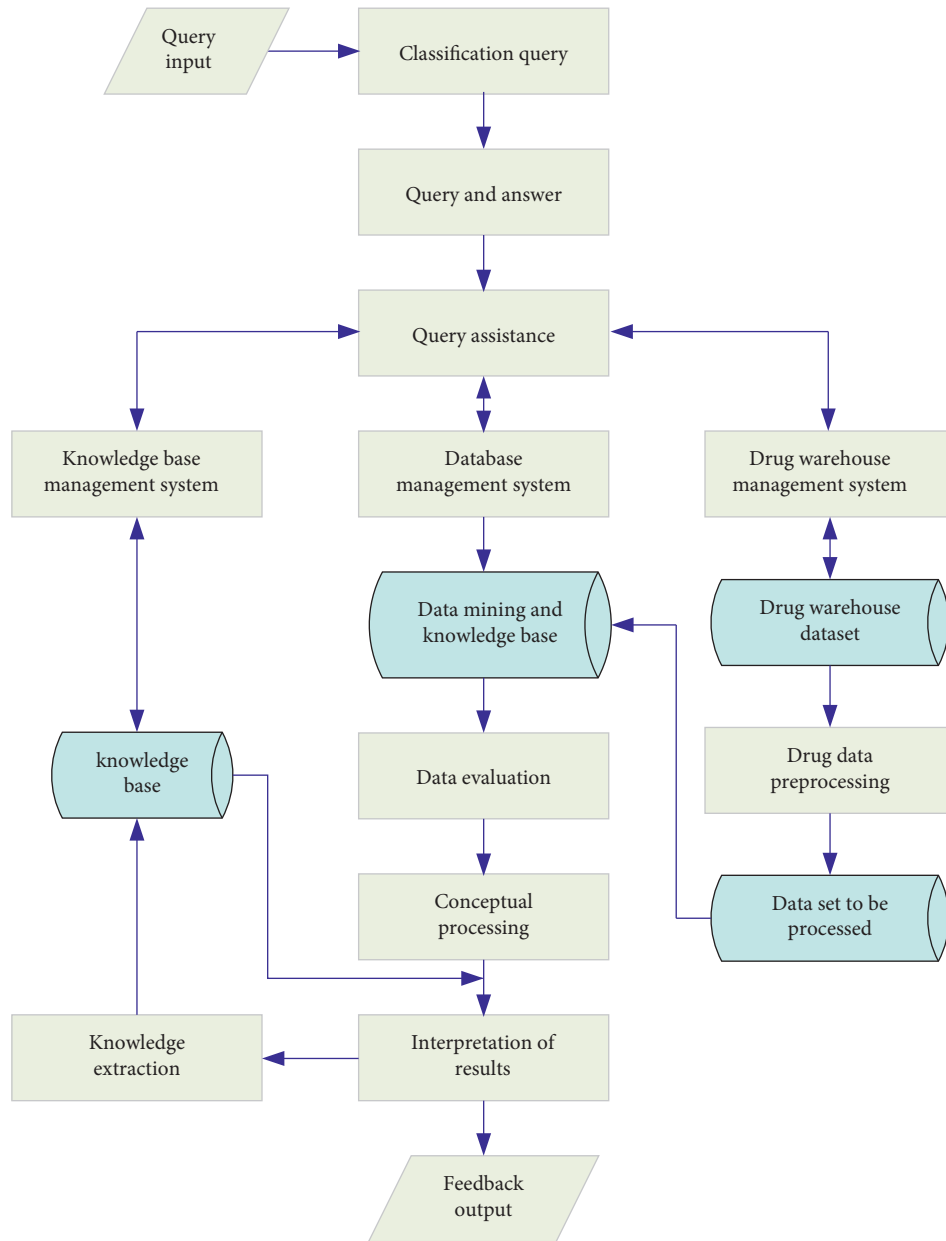 Query
input
Classification query
Query and answer
Query assistance
Knowledge base
management system
Database
management system
Drug warehouse
management system
Data mining and
knowledge base
Drug warehouse
dataset
knowledge
base
Data evaluation
Drug data
preprocessing
Conceptual
processing
Data set to be
processed
Knowledge
extraction
Interpretation of
results
Feedback
output